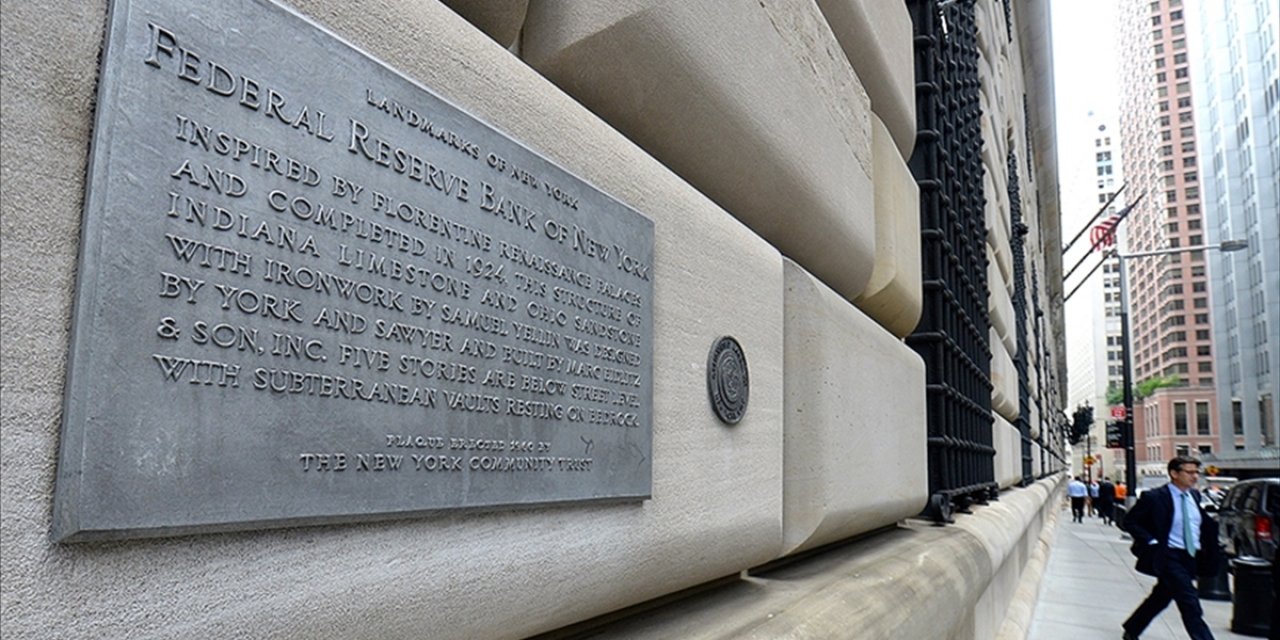 LANDMARKS OF NEW YORK
FEDERAL RESERVE BANK OF NEW YORK
INSPIRED BY FLORENTINE RENAISSANCE PALACES
AND COMPLETED IN 1924, THIS STRUCTURE OF
INDIANA LIMESTONE AND OHIO SANDSTONE
WITH IRONWORK BY SAMUEL YELLIN WAS DESIGNED
BY YORK AND SAWYER AND BUILT BY MARC EIDLITZ
& SON, INC. FIVE STORIES ARE BELOW STREET LEVEL
WITH SUBTERRANEAN VAULTS RESTING ON BEDROCK.
PLAQUE ERECTED BY
THE NEW YORK COMMUNITY TRUST